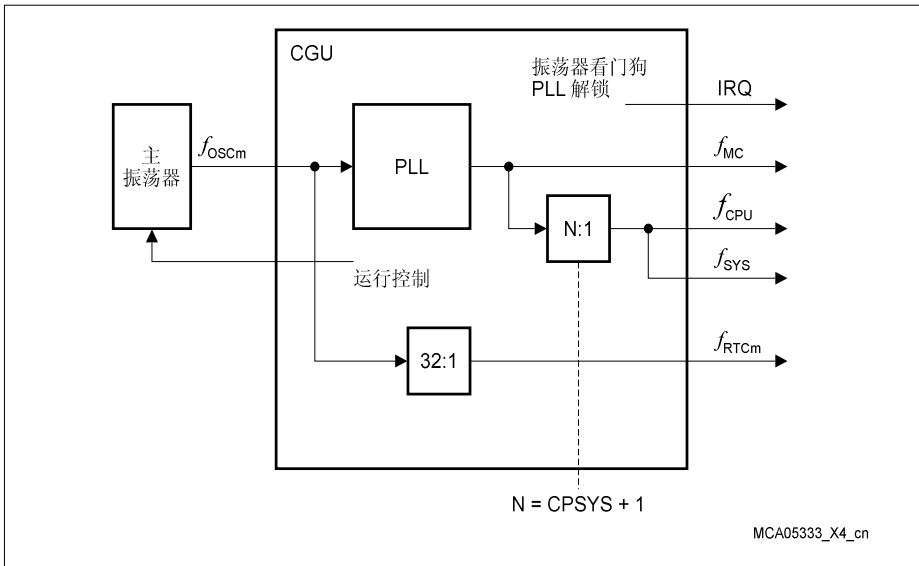 CGU
振荡器看门狗
PLL 解锁
IRQ
主
振荡器
fOSCm
PLL
fMC
N:1
fCPU
fSYS
运行控制
32:1
fRTCm
N = CPSYS + 1
MCA05333_X4_cn